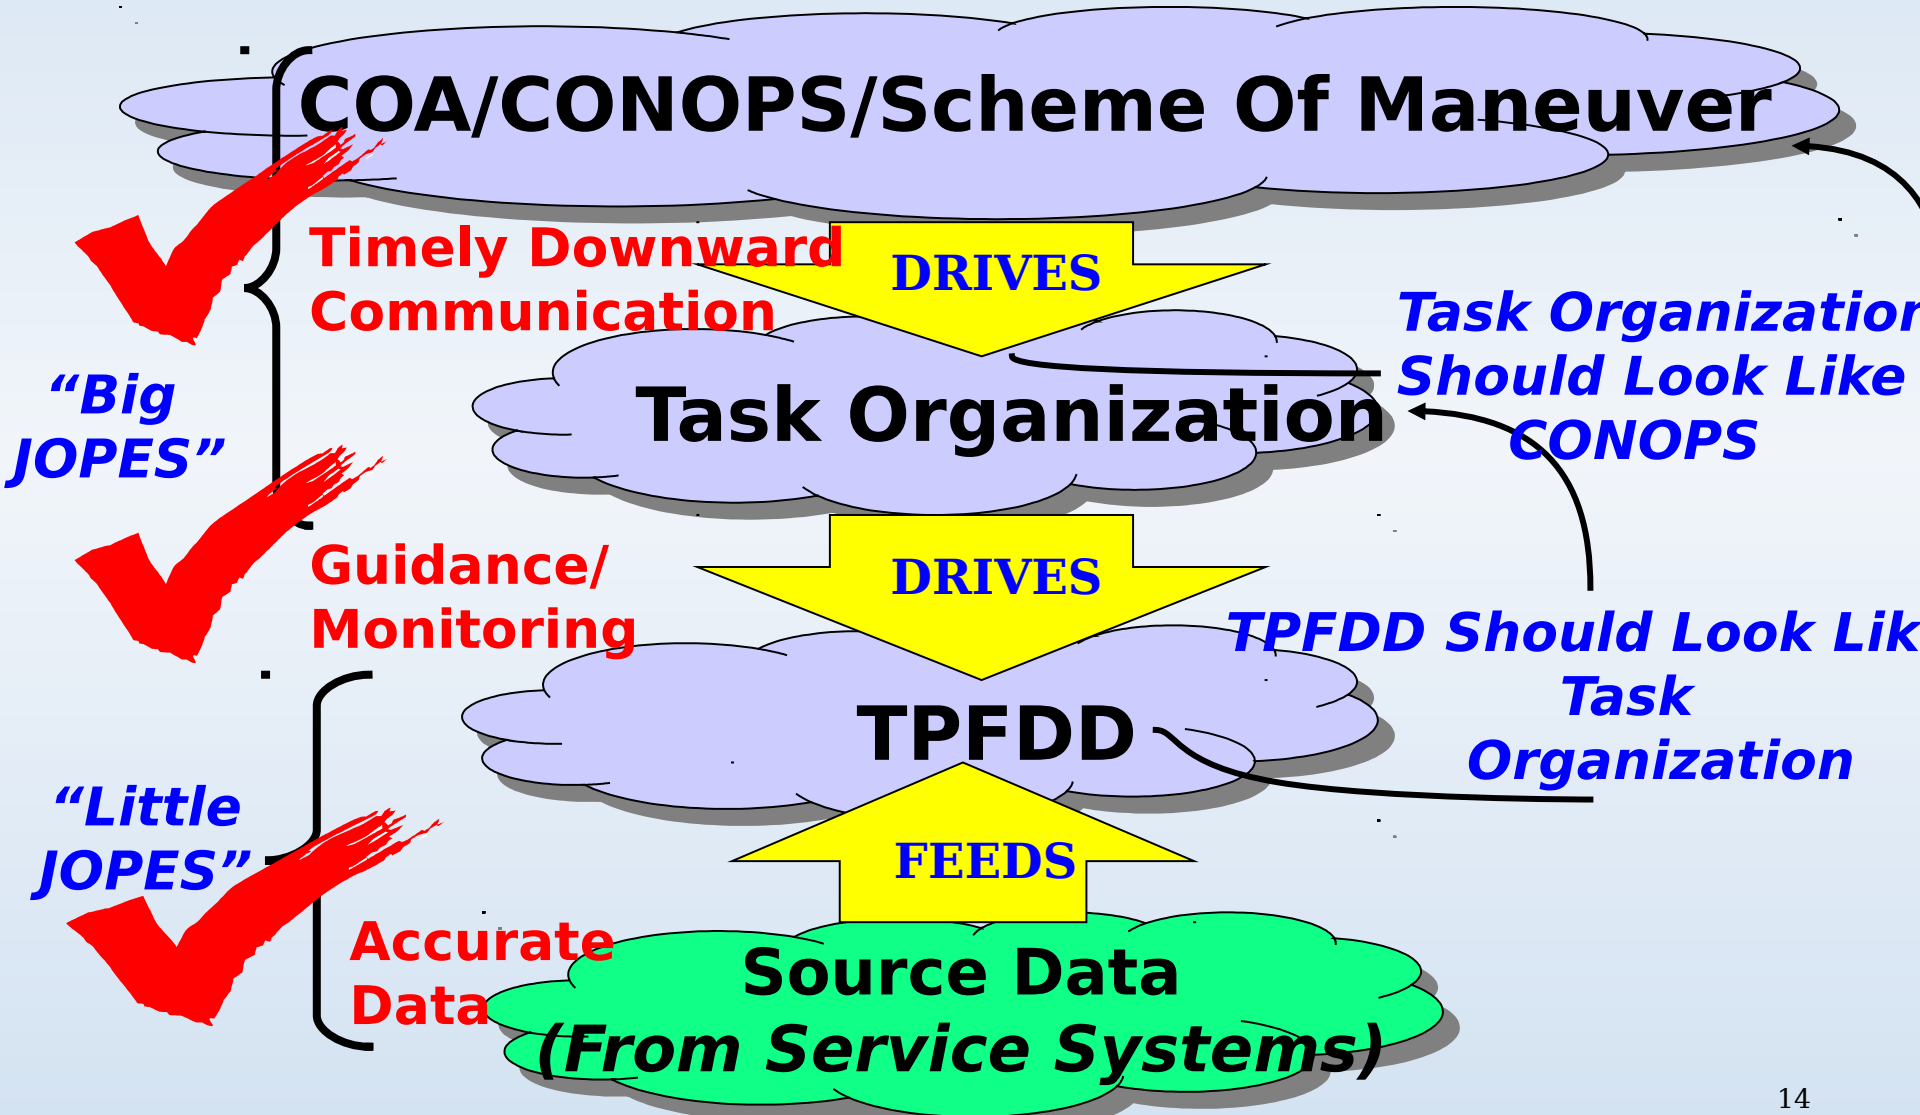 COA/CONOPS/Scheme Of Maneuver
Timely Downward
Communication
DRIVES
Task Organization
Should Look Like
CONOPS
“Big
JOPES”
Task Organization
Guidance/
Monitoring
DRIVES
TPFDD Should Look Lik
Task
Organization
TPFDD
“Little
JOPES”
FEEDS
Accurate
Data
Source Data
(From Service Systems)
14